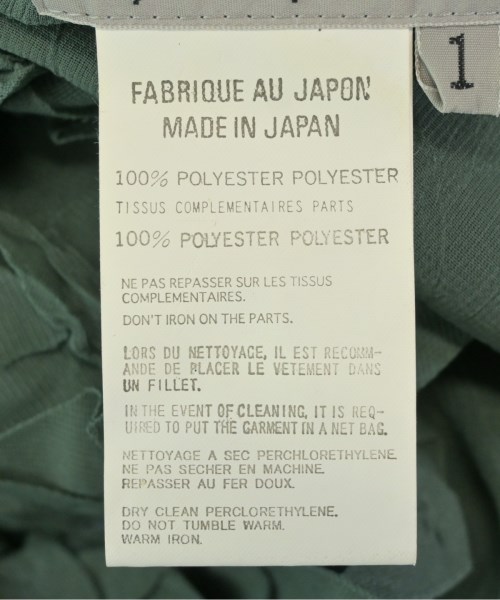 1
FABRIQUE AU JAPON
MADE IN JAPAN
100% POLYESTER POLYESTER
TISSUS COMPLEMENTAIRES PARTS
100% POLYESTER POLYESTER
NE PAS REPASSER SUR LES TISSUS
COMPLEMENTAIRES.
DON'T IRON ON THE PARTS.
LORS DU NETTOYAGE, IL EST RECOMM-
ANDE DE PLACER LE VETEMENT DANS
UN FILLET.
IN THE EVENT OF CLEANING, IT IS REQ-
UIRED TO PUT THE GARMENT IN A NET BAG.
NETTOYAGE A SEC PERCHLORETHYLENE
NE PAS SECHER EN MACHINE.
REPASSER AU FER DOUX.
DRY CLEAN PERCLORETHYLENE.
DO NOT TUMBLE WARM.
WARM IRON.